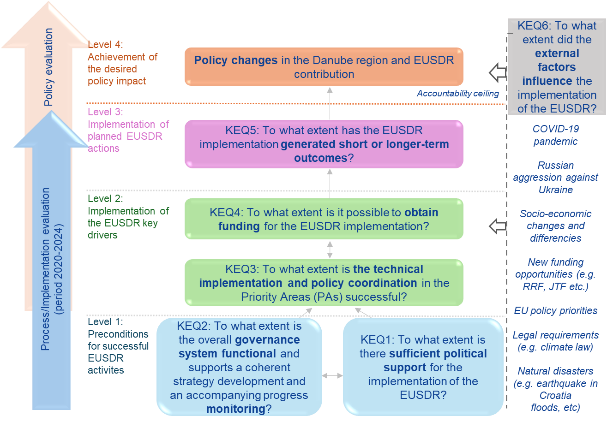 Policy evaluation
Process/Implementation evaluation
(period 2020-2024)
Level 4:
Achievement of
the desired
policy impact
Policy changes in the Danube region and EUSDR
contribution
Accountability ceiling
Level 3:
Implementation of
planned EUSDR
actions
KEQ5: To what extent has the EUSDR
implementation generated short or longer-term
outcomes?
Level 2:
Implementation of
the EUSDR key
drivers
KEQ4: To what extent is it possible to obtain
funding for the EUSDR implementation?
KEQ3: To what extent is the technical
implementation and policy coordination in the
Priority Areas (PAs) successful?
Level 1:
Preconditions
for successful
EUSDR
activites
KEQ2: To what extent is
the overall governance
system functional and
supports a coherent
strategy development and
an accompanying progress
monitoring?
KEQ1: To what extent is
there sufficient political
support for the
implementation of the
EUSDR?
KEQ6: To what
extent did the
external
factors
influence the
implementation
of the EUSDR?
COVID-19
pandemic
Russian
aggression against
Ukraine
Socio-economic
changes and
differencies
New funding
opportunities (e.g.
RRF, JTF etc.)
EU policy priorities
Legal requirements
(e.g. climate law)
Natural disasters
(e.g. earthquake in
Croatia
floods, etc)